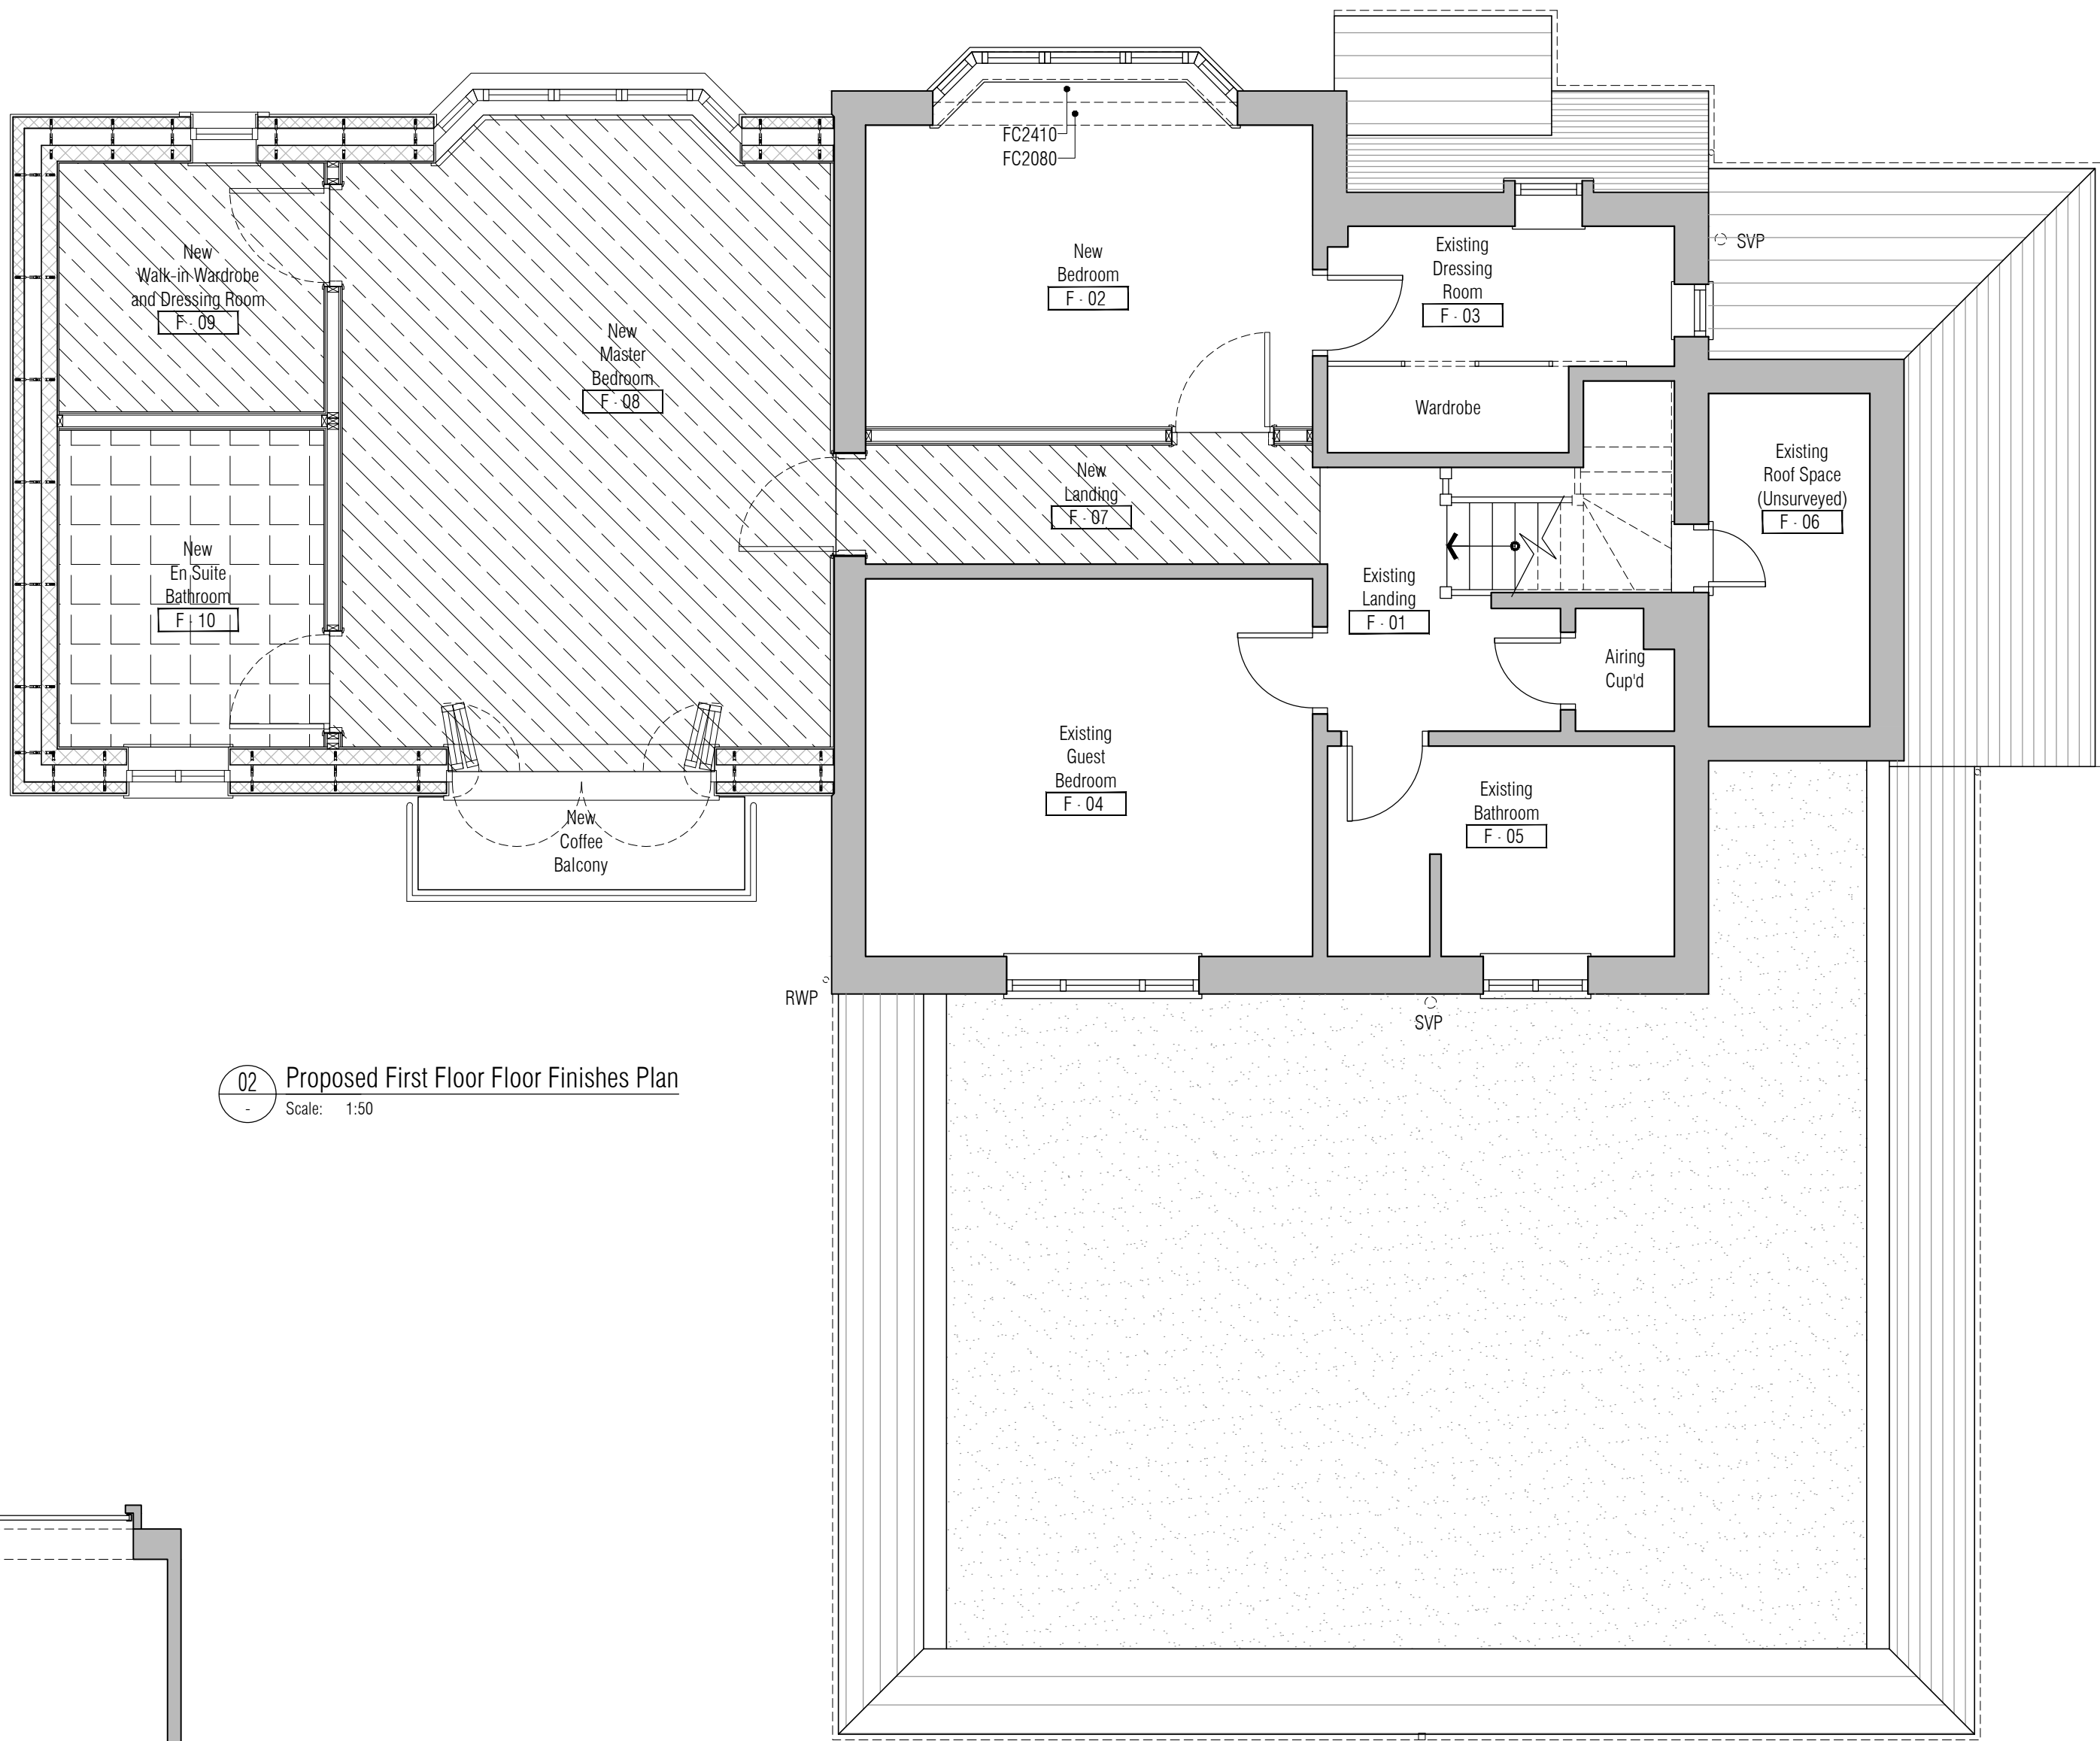 FC2410
FC2080
New
Walk-in Wardrobe
and Dressing Room
F - 09
New
Master
Bedroom
F - 08
New
Bedroom
F - 02
Existing
Dressing
Room
F - 03
SVP
Wardrobe
New
Landing
F - 07
Existing
Roof Space
(Unsurveyed)
F - 06
New
En Suite
Bathroom
F - 10
Existing
Landing
F - 01
Airing
Cup'd
Existing
Guest
Bedroom
F - 04
Existing
Bathroom
F - 05
New
Coffee
Balcony
RWP
SVP
02
-
Proposed First Floor Floor Finishes Plan
Scale: 1:50